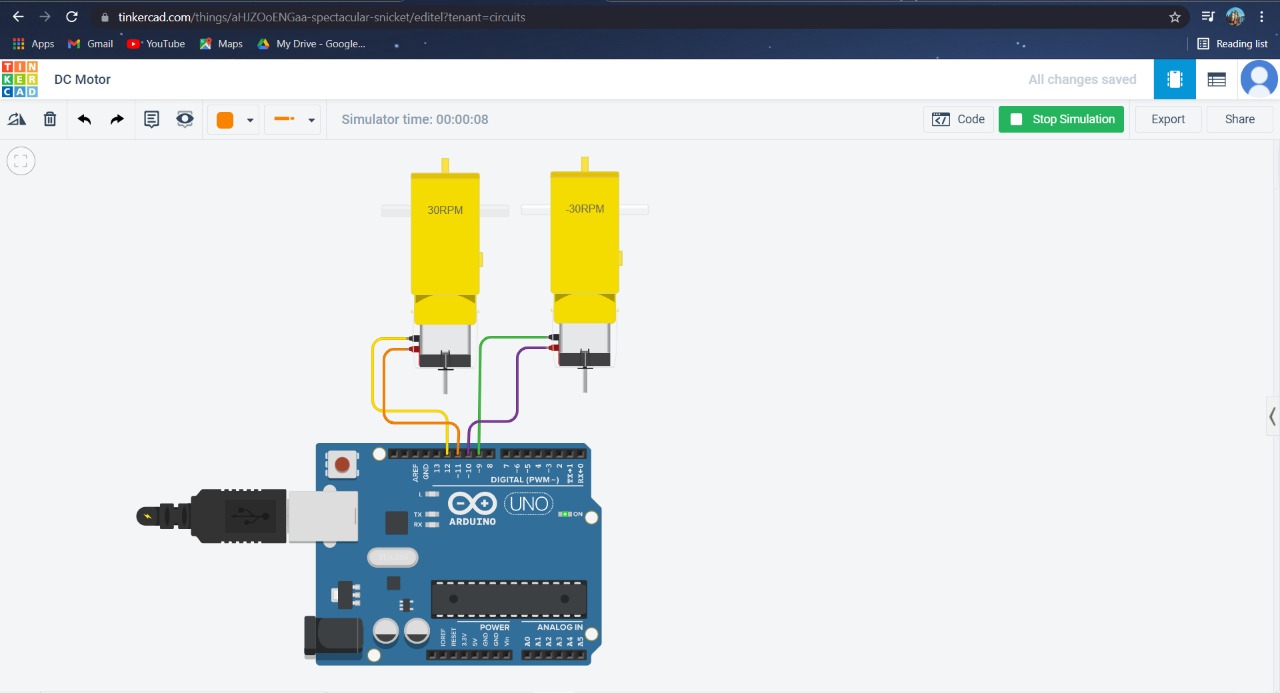 tinkercad.com/things/aHJZOoENGaa-spectacular-snicket/editel?tenant=circuits
Apps Gmail YouTube Maps My Drive - Google... Reading list
TIN
KER
CAD
DC Motor
All changes saved
Simulator time: 00:00:08
Code
Stop Simulation
Export
Share
30RPM
-30RPM
AREF
GND
13
12
~11
~10
~9
8
7
~6
~5
4
~3
2
TX→1
RX←0
DIGITAL (PWM~)
L
TX
RX
UNO
ARDUINO
ON
POWER
ANALOG IN
IOREF
RESET
3.3V
5V
GND
GND
Vin
A0
A1
A2
A3
A4
A5